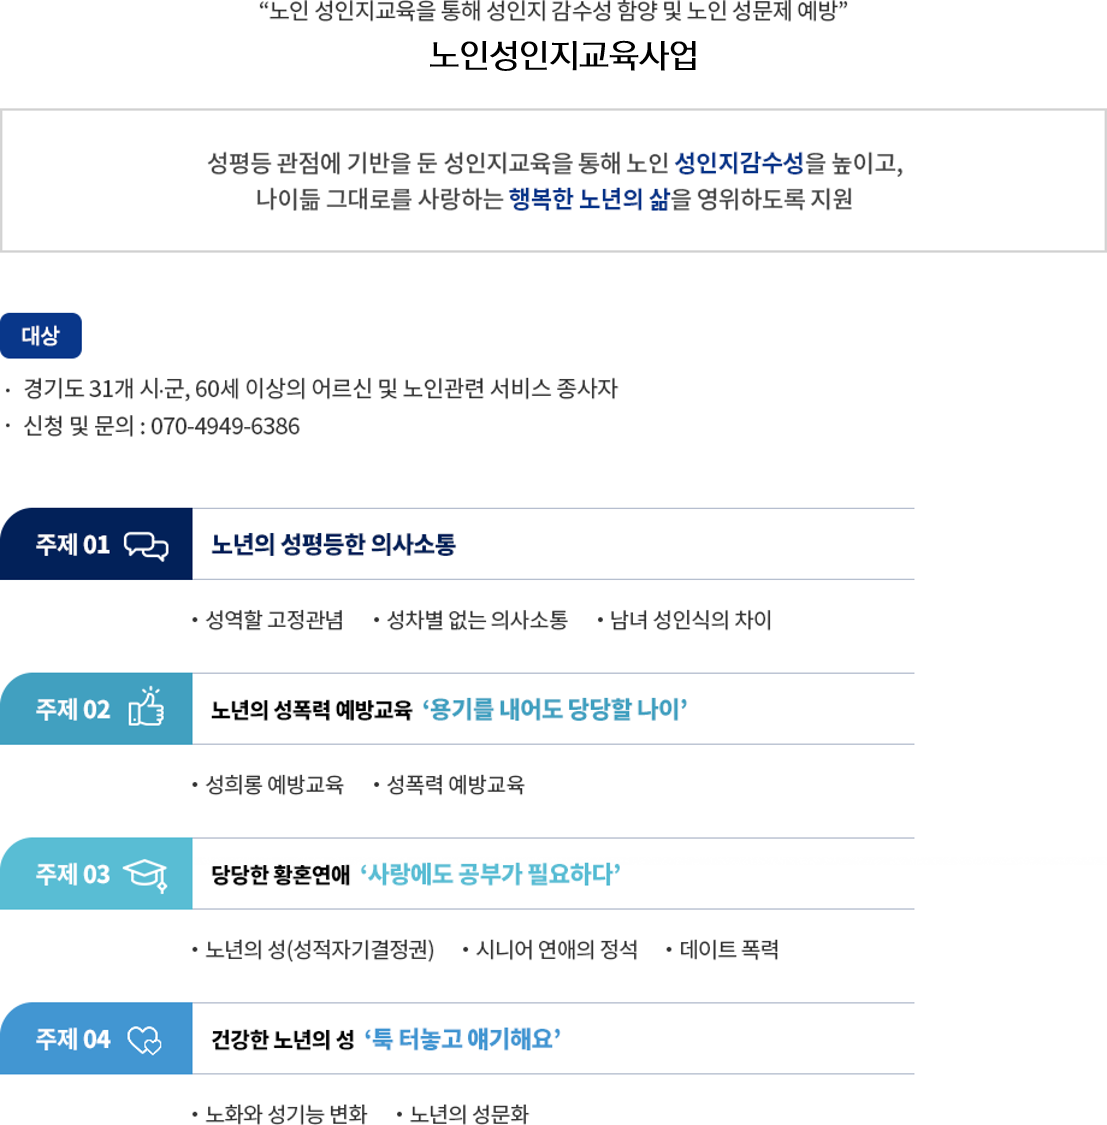 “노인 성인지교육을 통해 성인지 감수성 함양 및 노인 성문제 예방”
노인성인지교육사업
성평등 관점에 기반을 둔 성인지교육을 통해 노인 성인지감수성을 높이고,
나이듦 그대로를 사랑하는 행복한 노년의 삶을 영위하도록 지원
대상
· 경기도 31개 시·군, 60세 이상의 어르신 및 노인관련 서비스 종사자
· 신청 및 문의 : 070-4949-6386
주제 01 노년의 성평등한 의사소통
• 성역할 고정관념 • 성차별 없는 의사소통 • 남녀 성인식의 차이
주제 02 노년의 성폭력 예방교육 ‘용기를 내어도 당당할 나이’
• 성희롱 예방교육 • 성폭력 예방교육
주제 03 당당한 황혼연애 ‘사랑에도 공부가 필요하다’
• 노년의 성(성적자기결정권) • 시니어 연애의 정석 • 데이트 폭력
주제 04 건강한 노년의 성 ‘툭 터놓고 얘기해요’
• 노화와 성기능 변화 • 노년의 성문화